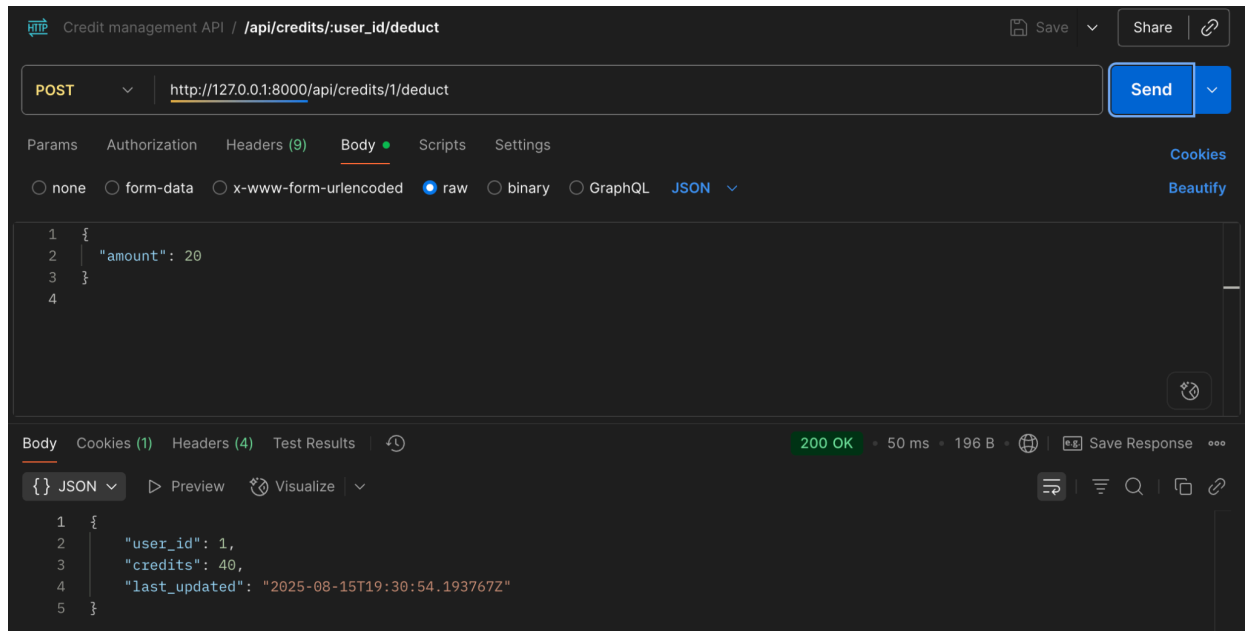 HTTP Credit management API / /api/credits/:user_id/deduct Save Share
POST http://127.0.0.1:8000/api/credits/1/deduct Send
Params Authorization Headers (9) Body Scripts Settings Cookies
none form-data x-www-form-urlencoded raw binary GraphQL JSON Beautify
1 {
2 "amount": 20
3 }
4
Body Cookies (1) Headers (4) Test Results 200 OK • 50 ms • 196 B • e.g. Save Response
{} JSON Preview Visualize
1 {
2 "user_id": 1,
3 "credits": 40,
4 "last_updated": "2025-08-15T19:30:54.193767Z"
5 }